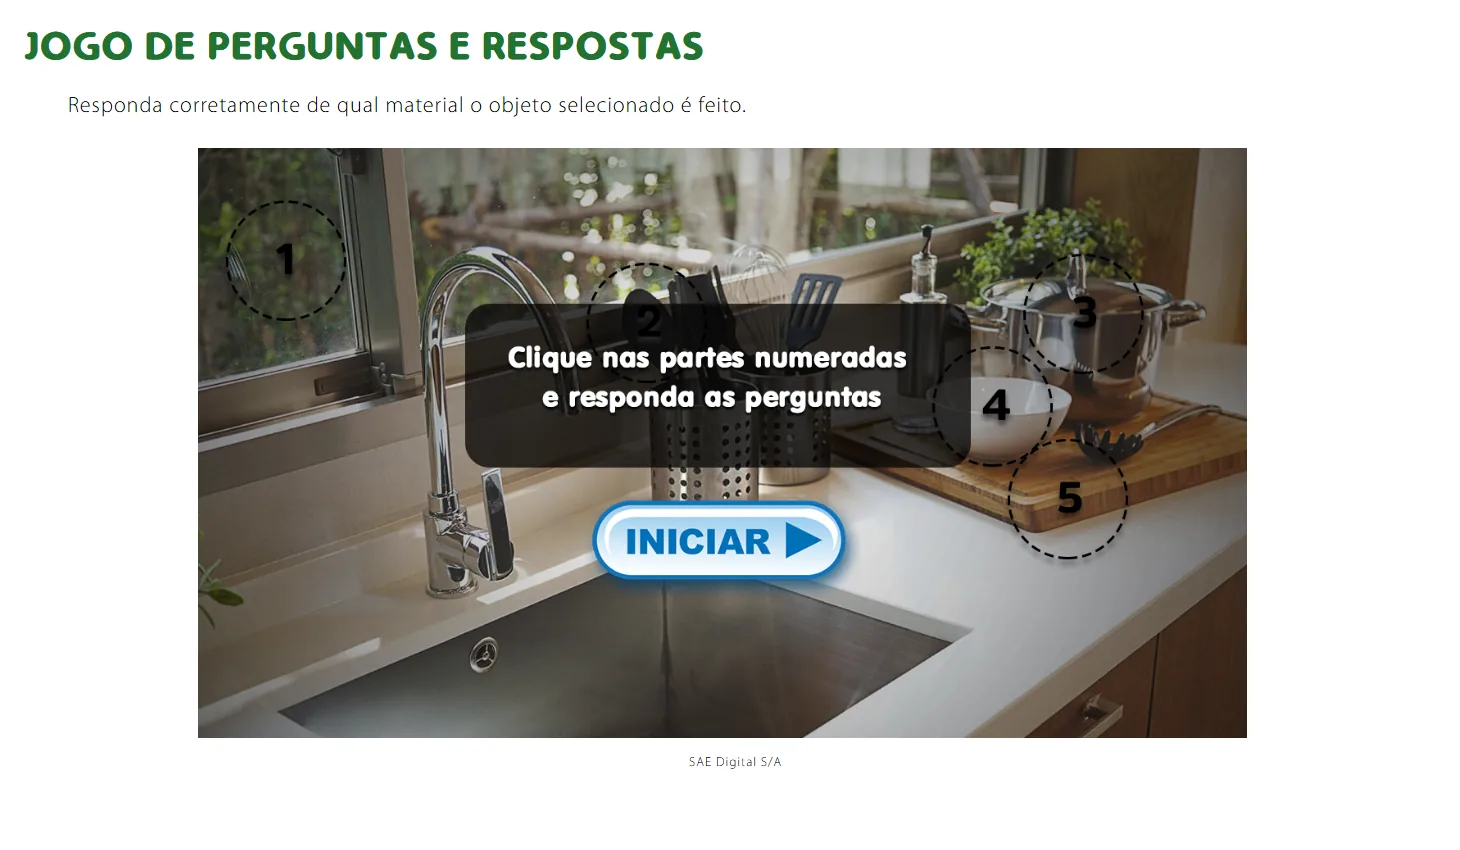 JOGO DE PERGUNTAS E RESPOSTAS
Responda corretamente de qual material o objeto selecionado é feito.
1
2
3
4
5
Clique nas partes numeradas
e responda as perguntas
INICIAR
SAE Digital S/A